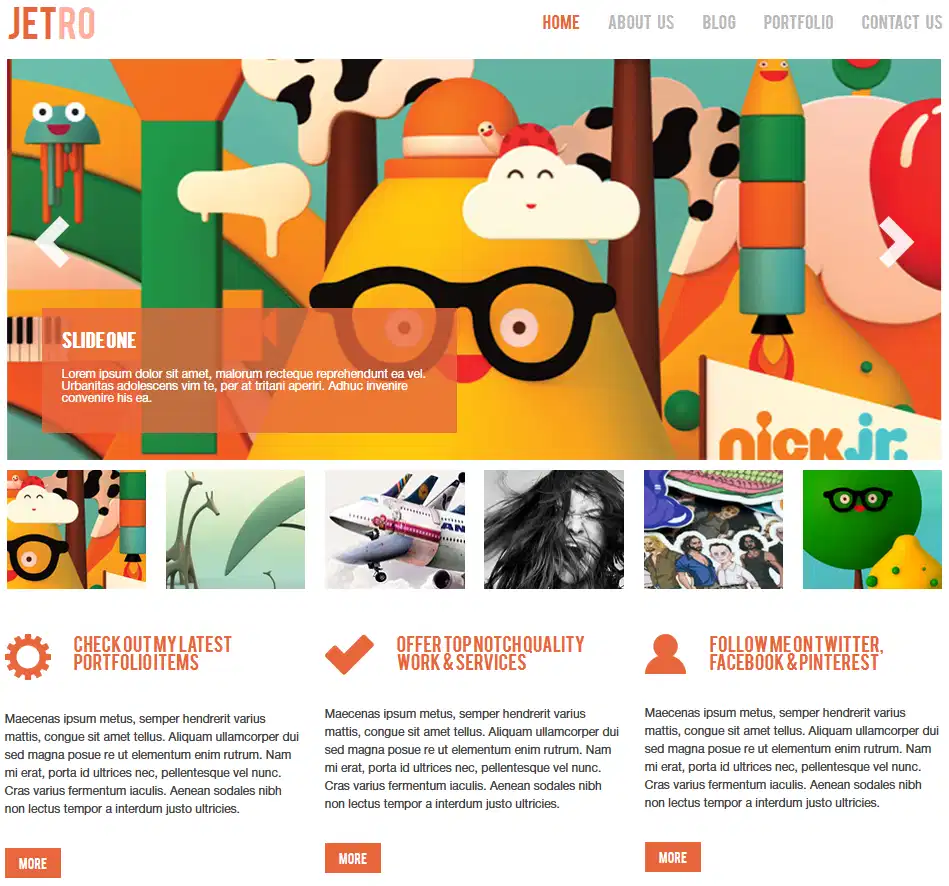 JETRO
HOME ABOUT US BLOG PORTFOLIO CONTACT US
SLIDE ONE
Lorem ipsum dolor sit amet, malorum recteque reprehendunt ea vel.
Urbanitas adolescens vim te, per at tritani aperiri. Adhuc invenire
convenire his ea.
nick jr.
CHECK OUT MY LATEST
PORTFOLIO ITEMS
Maecenas ipsum metus, semper hendrerit varius
mattis, congue sit amet tellus. Aliquam ullamcorper dui
sed magna posue re ut elementum enim rutrum. Nam
mi erat, porta id ultrices nec, pellentesque vel nunc.
Cras varius fermentum iaculis. Aenean sodales nibh
non lectus tempor a interdum justo ultricies.
MORE
OFFER TOP NOTCH QUALITY
WORK & SERVICES
Maecenas ipsum metus, semper hendrerit varius
mattis, congue sit amet tellus. Aliquam ullamcorper dui
sed magna posue re ut elementum enim rutrum. Nam
mi erat, porta id ultrices nec, pellentesque vel nunc.
Cras varius fermentum iaculis. Aenean sodales nibh
non lectus tempor a interdum justo ultricies.
MORE
FOLLOW ME ON TWITTER,
FACEBOOK & PINTEREST
Maecenas ipsum metus, semper hendrerit varius
mattis, congue sit amet tellus. Aliquam ullamcorper dui
sed magna posue re ut elementum enim rutrum. Nam
mi erat, porta id ultrices nec, pellentesque vel nunc.
Cras varius fermentum iaculis. Aenean sodales nibh
non lectus tempor a interdum justo ultricies.
MORE